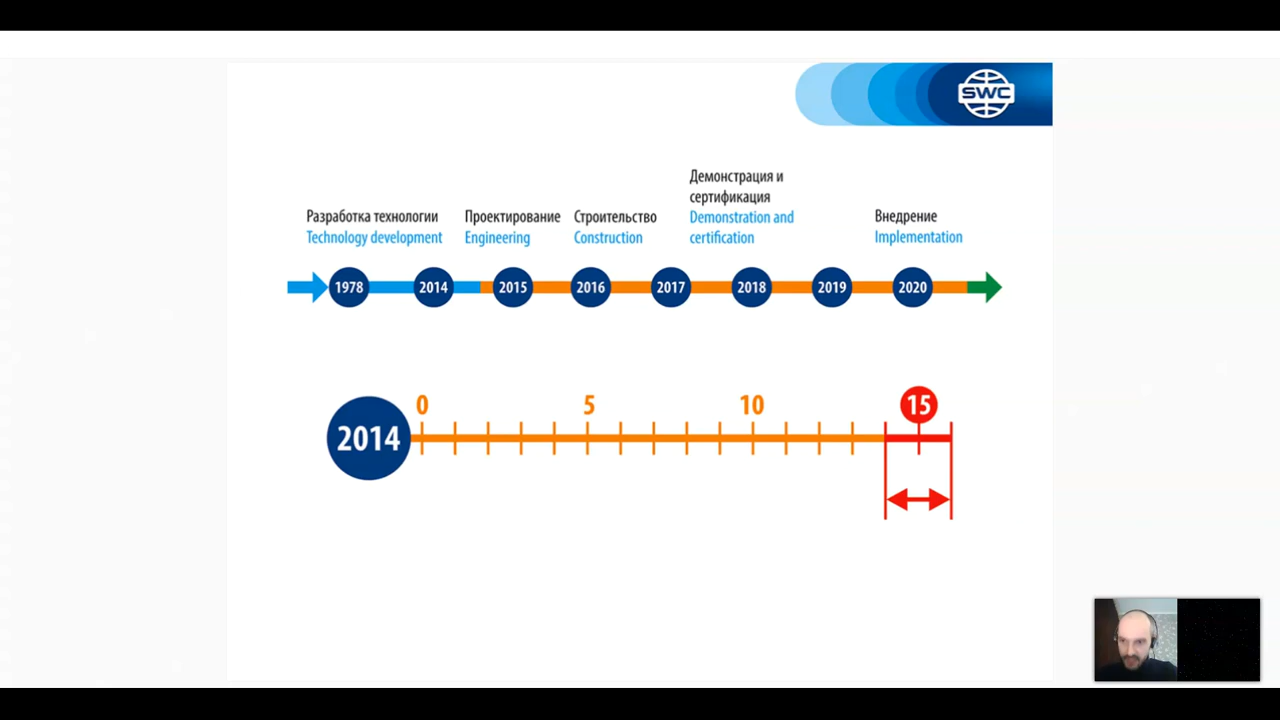 SWC
Демонстрация и
сертификация
Demonstration and
certification
Разработка технологии
Technology development
Проектирование
Engineering
Строительство
Construction
Внедрение
Implementation
1978 2014 2015 2016 2017 2018 2019 2020
0 5 10 15
2014